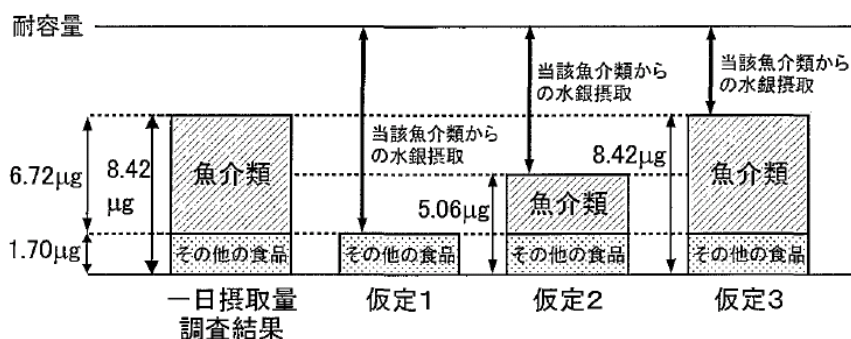 耐容量
当該魚介類から
の水銀摂取
当該魚介類から
の水銀摂取
当該魚介類から
の水銀摂取
6.72μg
8.42
μg
魚介類
1.70μg
その他の食品
その他の食品
5.06μg
魚介類
その他の食品
8.42μg
魚介類
その他の食品
一日摂取量
調査結果
仮定1
仮定2
仮定3